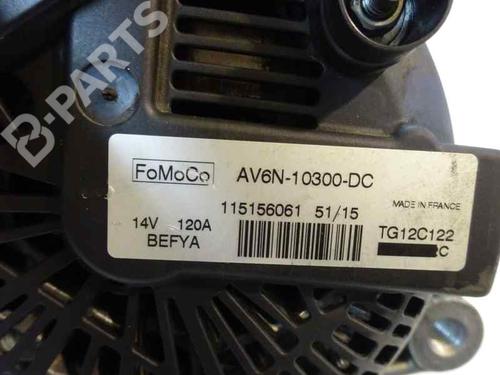 B-PARTS
FoMoCo AV6N-10300-DC
115156061 51/15 MADE IN FRANCE
14V 120A TG12C122
BEFYA C